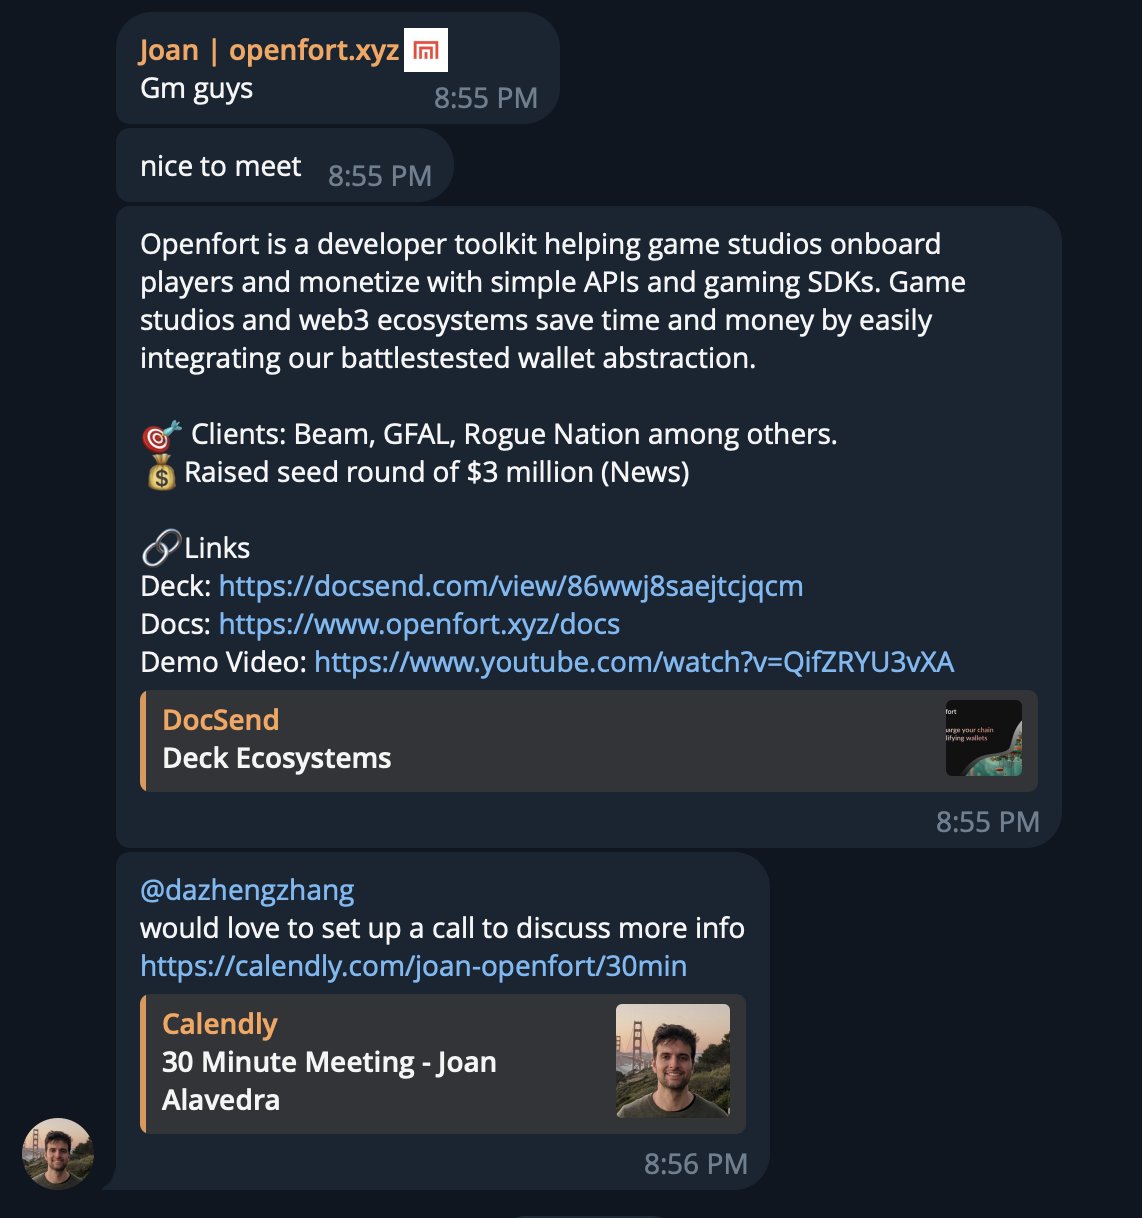 Joan | openfort.xyz
Gm guys
8:55 PM
nice to meet
8:55 PM
Openfort is a developer toolkit helping game studios onboard
players and monetize with simple APIs and gaming SDKs. Game
studios and web3 ecosystems save time and money by easily
integrating our battlestested wallet abstraction.
🎯 Clients: Beam, GFAL, Rogue Nation among others.
💰Raised seed round of $3 million (News)
🔗Links
Deck: https://docsend.com/view/86wwj8saejtcjqcm
Docs: https://www.openfort.xyz/docs
Demo Video: https://www.youtube.com/watch?v=QifZRYU3vXA
DocSend
Deck Ecosystems
fort
arge your chain
lifying wallets
8:55 PM
@dazhengzhang
would love to set up a call to discuss more info
https://calendly.com/joan-openfort/30min
Calendly
30 Minute Meeting - Joan
Alavedra
8:56 PM